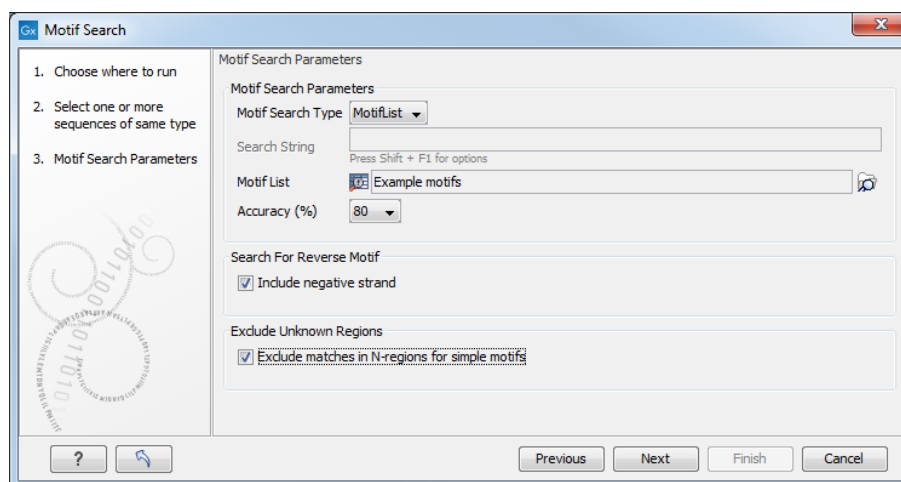 Gx Motif Search
1. Choose where to run
2. Select one or more
sequences of same type
3. Motif Search Parameters
Motif Search Parameters
Motif Search Parameters
Motif Search Type MotifList
Search String
Press Shift + F1 for options
Motif List Example motifs
Accuracy (%) 80
Search For Reverse Motif
Include negative strand
Exclude Unknown Regions
Exclude matches in N-regions for simple motifs
? Previous Next Finish Cancel